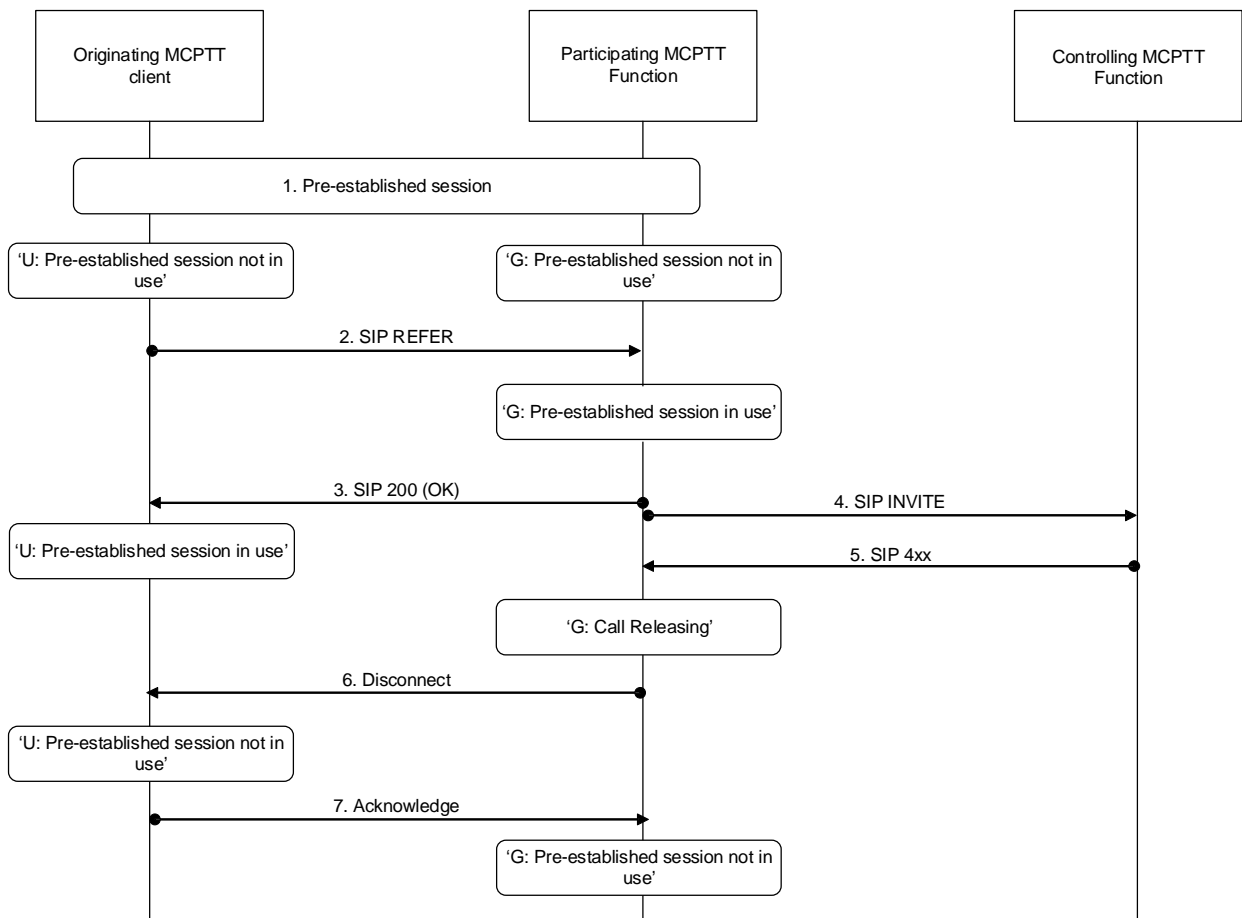 Originating MCPTT
client
Participating MCPTT
Function
Controlling MCPTT
Function
1. Pre-established session
‘U: Pre-established session not in
use’
‘G: Pre-established session not in
use’
2. SIP REFER
‘G: Pre-established session in use’
3. SIP 200 (OK)
4. SIP INVITE
‘U: Pre-established session in use’
5. SIP 4xx
‘G: Call Releasing’
6. Disconnect
‘U: Pre-established session not in
use’
7. Acknowledge
‘G: Pre-established session not in
use’